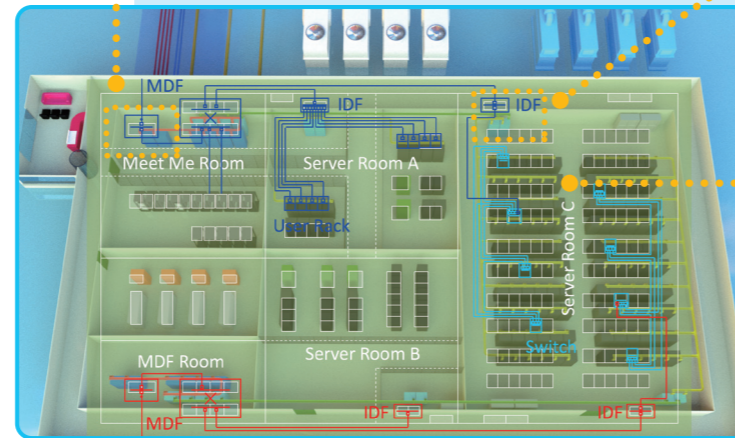 MDF
IDF
IDF
Meet Me Room
Server Room A
User Rack
Server Room C
MDF Room
Server Room B
Switch
MDF
IDF
IDF